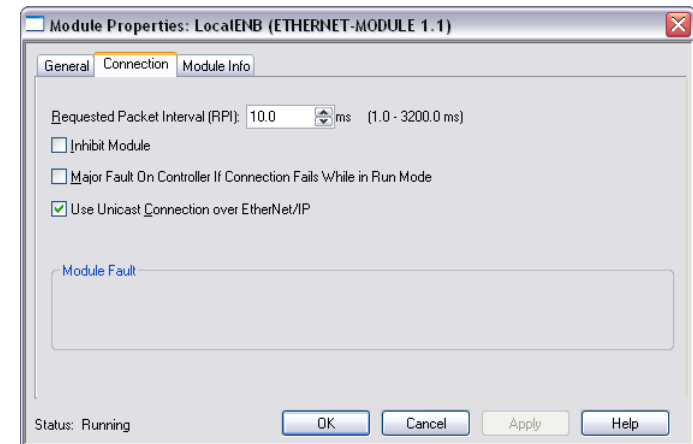 Module Properties: LocalENB (ETHERNET-MODULE 1.1)
General Connection Module Info
Requested Packet Interval (RPI): 10.0 ms (1.0 - 3200.0 ms)
Inhibit Module
Major Fault On Controller If Connection Fails While in Run Mode
Use Unicast Connection over EtherNet/IP
Module Fault
Status: Running OK Cancel Apply Help